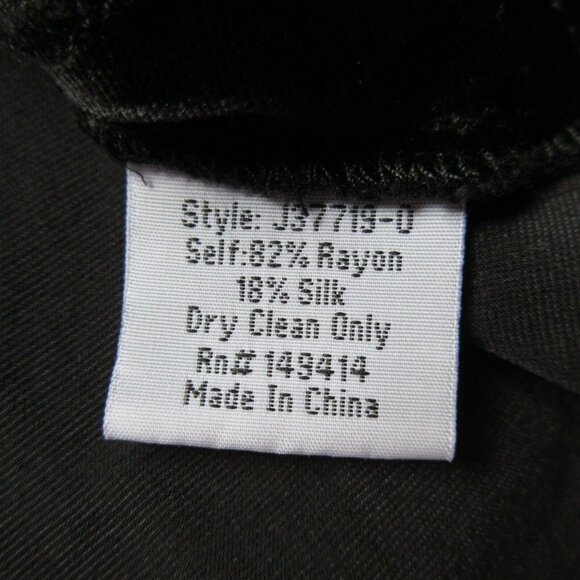 Style: J37719-0
Self:82% Rayon
18% Silk
Dry Clean Only
Rn# 149414
Made In China